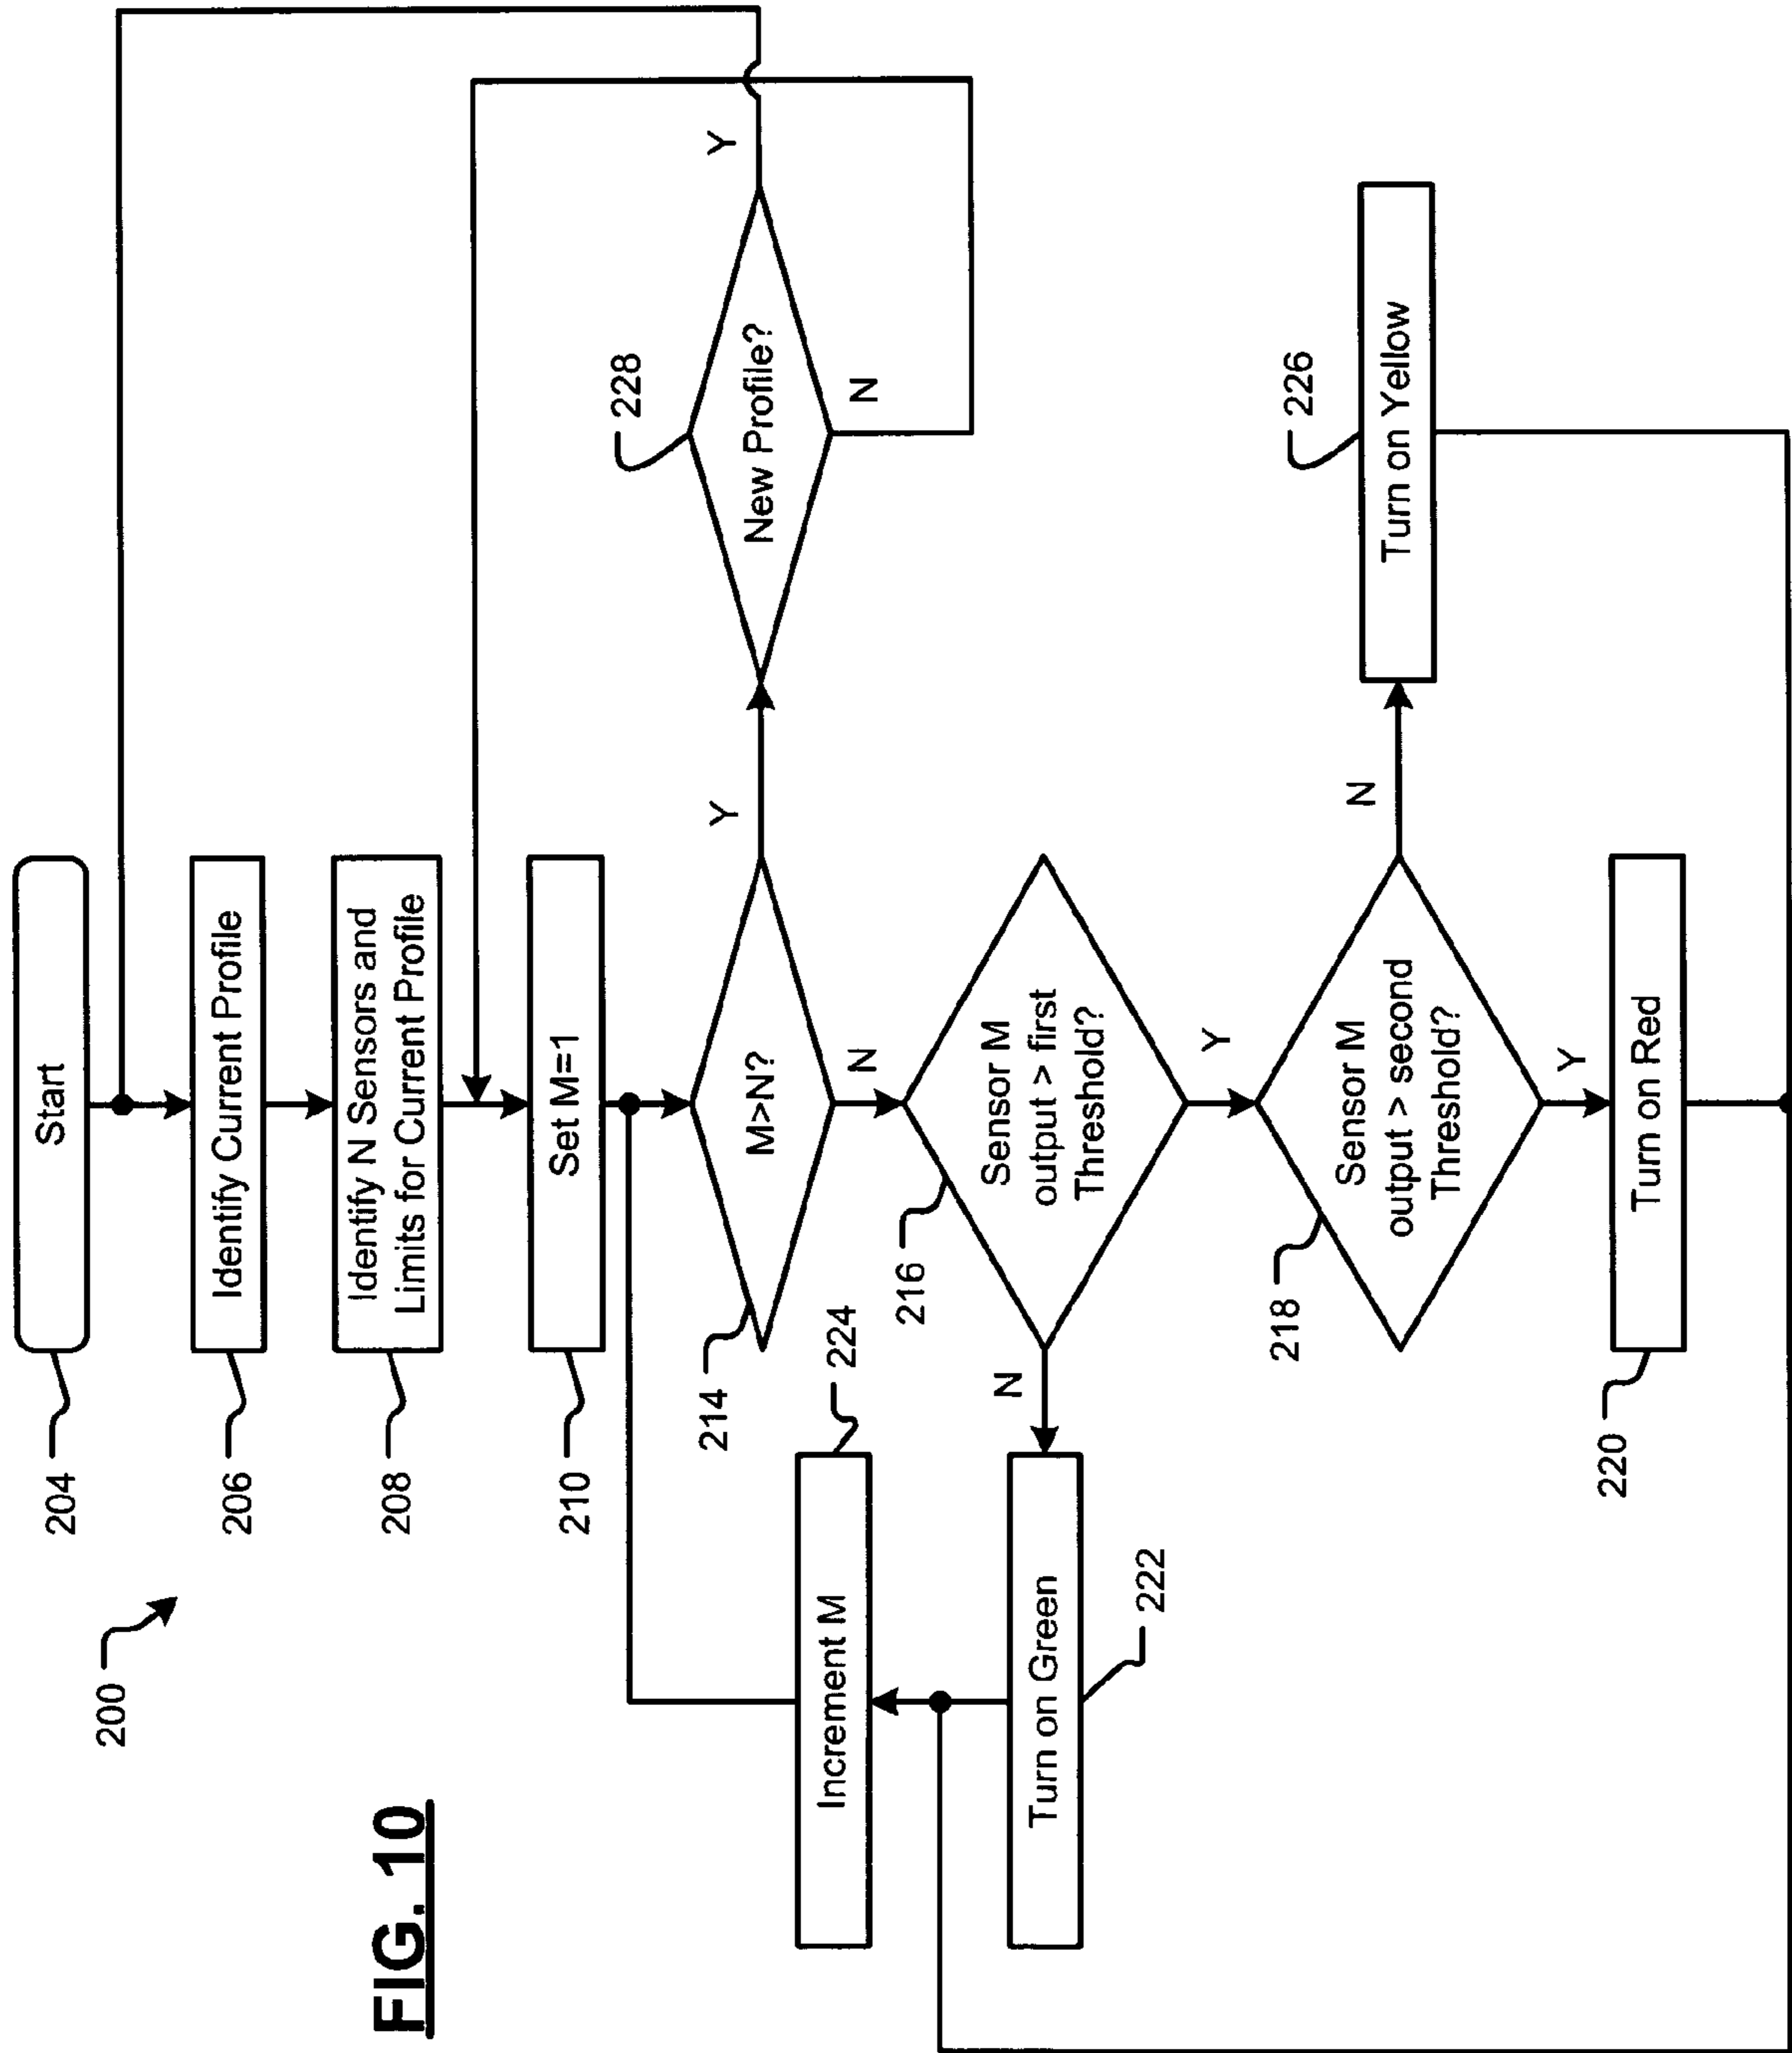 FIG. 10
200
204
Start
206
Identify Current Profile
208
Identify N Sensors and
Limits for Current Profile
210
Set M=1
214
M>N?
Y
N
228
New Profile?
Y
N
224
Increment M
216
Sensor M
output > first
Threshold?
N
Y
222
Turn on Green
218
Sensor M
output > second
Threshold?
N
Y
226
Turn on Yellow
220
Turn on Red